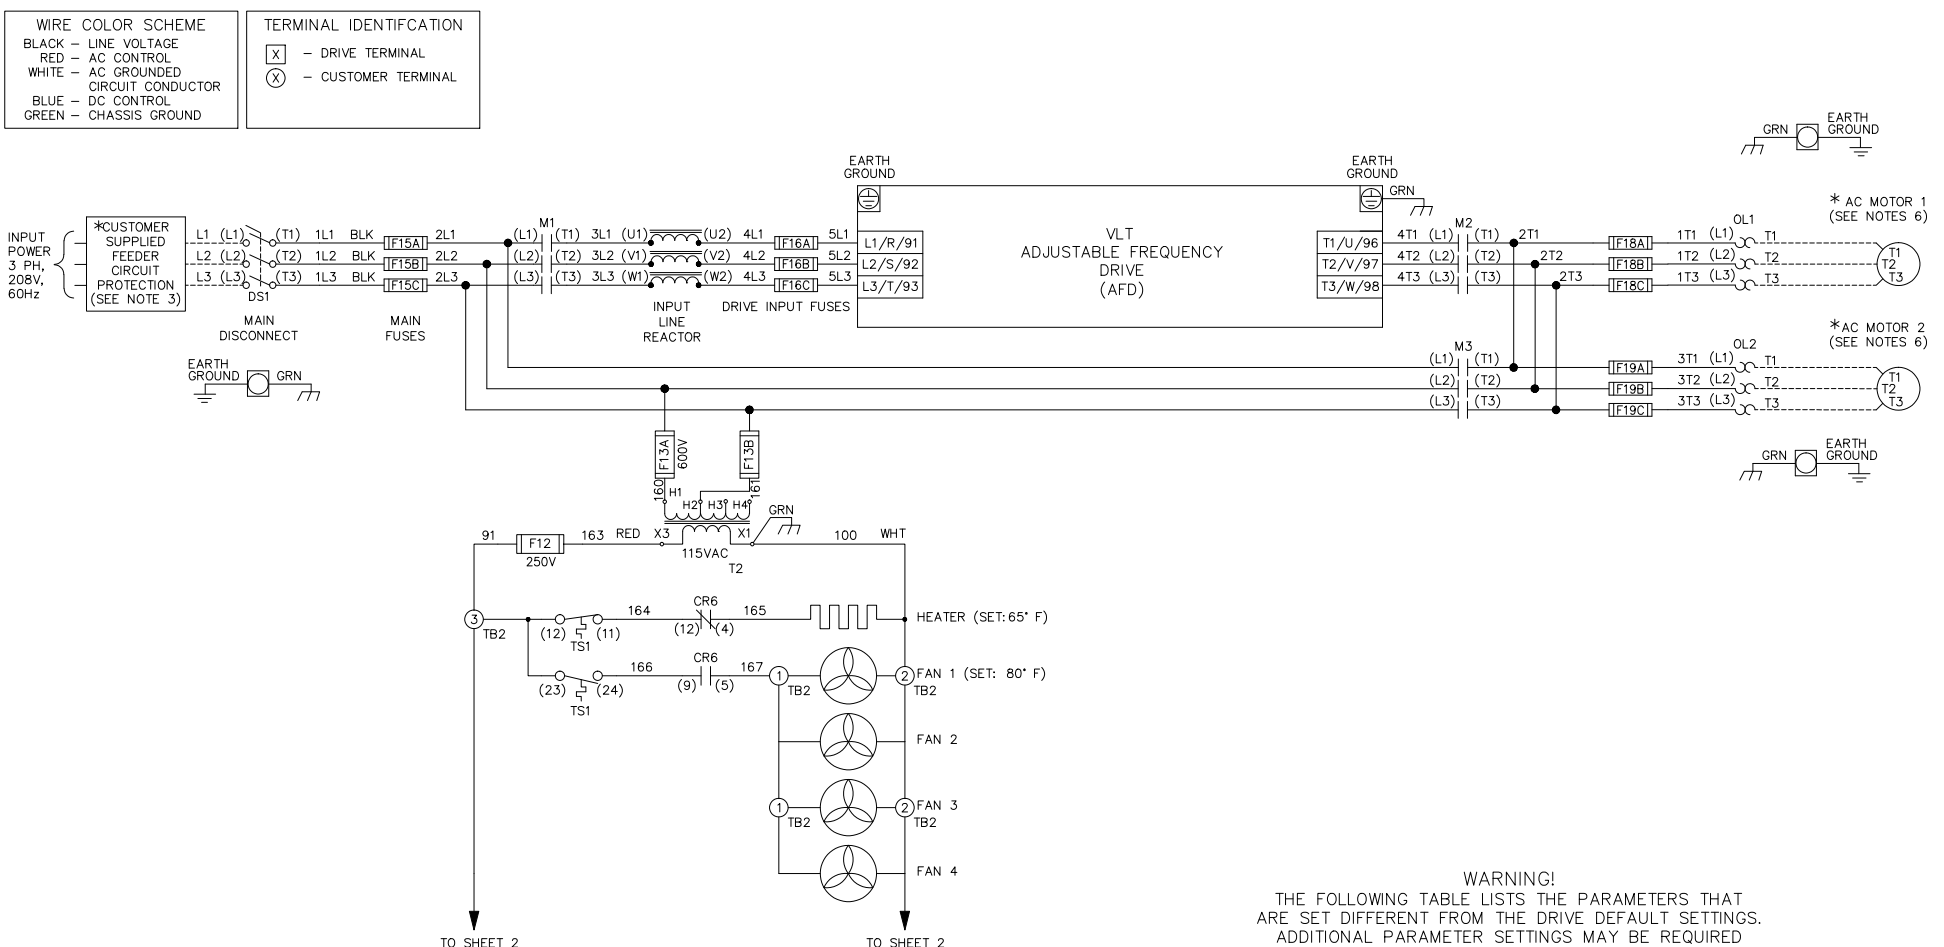 WIRE COLOR SCHEME
BLACK – LINE VOLTAGE
RED – AC CONTROL
WHITE – AC GROUNDED
CIRCUIT CONDUCTOR
BLUE – DC CONTROL
GREEN – CHASSIS GROUND
TERMINAL IDENTIFCATION
X – DRIVE TERMINAL
X – CUSTOMER TERMINAL
GRN EARTH
GROUND
EARTH
GROUND
EARTH
GROUND
GRN
* AC MOTOR 1
(SEE NOTES 6)
INPUT
POWER
3 PH,
208V,
60Hz
*CUSTOMER
SUPPLIED
FEEDER
CIRCUIT
PROTECTION
(SEE NOTE 3)
L1 (L1) (T1) 1L1 BLK F15A 2L1 (L1) M1 (T1) 3L1 (U1) (U2) 4L1 F16A 5L1 L1/R/91
L2 (L2) (T2) 1L2 BLK F15B 2L2 (L2) (T2) 3L2 (V1) (V2) 4L2 F16B 5L2 L2/S/92
L3 (L3) (T3) 1L3 BLK F15C 2L3 (L3) (T3) 3L3 (W1) (W2) 4L3 F16C 5L3 L3/T/93
DS1
MAIN
DISCONNECT
MAIN
FUSES
INPUT
LINE
REACTOR
DRIVE INPUT FUSES
VLT
ADJUSTABLE FREQUENCY
DRIVE
(AFD)
T1/U/96 4T1 (L1) M2 (T1) 2T1 F18A 1T1 (L1) OL1 T1
T2/V/97 4T2 (L2) (T2) 2T2 F18B 1T2 (L2) T2
T3/W/98 4T3 (L3) (T3) 2T3 F18C 1T3 (L3) T3
T1
T2
T3
EARTH
GROUND GRN
* AC MOTOR 2
(SEE NOTES 6)
(L1) M3 (T1) F19A 3T1 (L1) OL2 T1
(L2) (T2) F19B 3T2 (L2) T2
(L3) (T3) F19C 3T3 (L3) T3
T1
T2
T3
GRN EARTH
GROUND
F13A
600V
F13B
160
161
H1 H2 H3 H4
GRN
91 F12 163 RED X3 X1 100 WHT
250V
115VAC
T2
3
TB2
(12) (11)
TS1
164 CR6 165
(12) (4)
HEATER (SET:65° F)
(23) (24)
TS1
166 CR6 167
(9) (5)
1
TB2
2
TB2
FAN 1 (SET: 80° F)
FAN 2
1
TB2
2
TB2
FAN 3
FAN 4
TO SHEET 2
TO SHEET 2
WARNING!
THE FOLLOWING TABLE LISTS THE PARAMETERS THAT
ARE SET DIFFERENT FROM THE DRIVE DEFAULT SETTINGS.
ADDITIONAL PARAMETER SETTINGS MAY BE REQUIRED